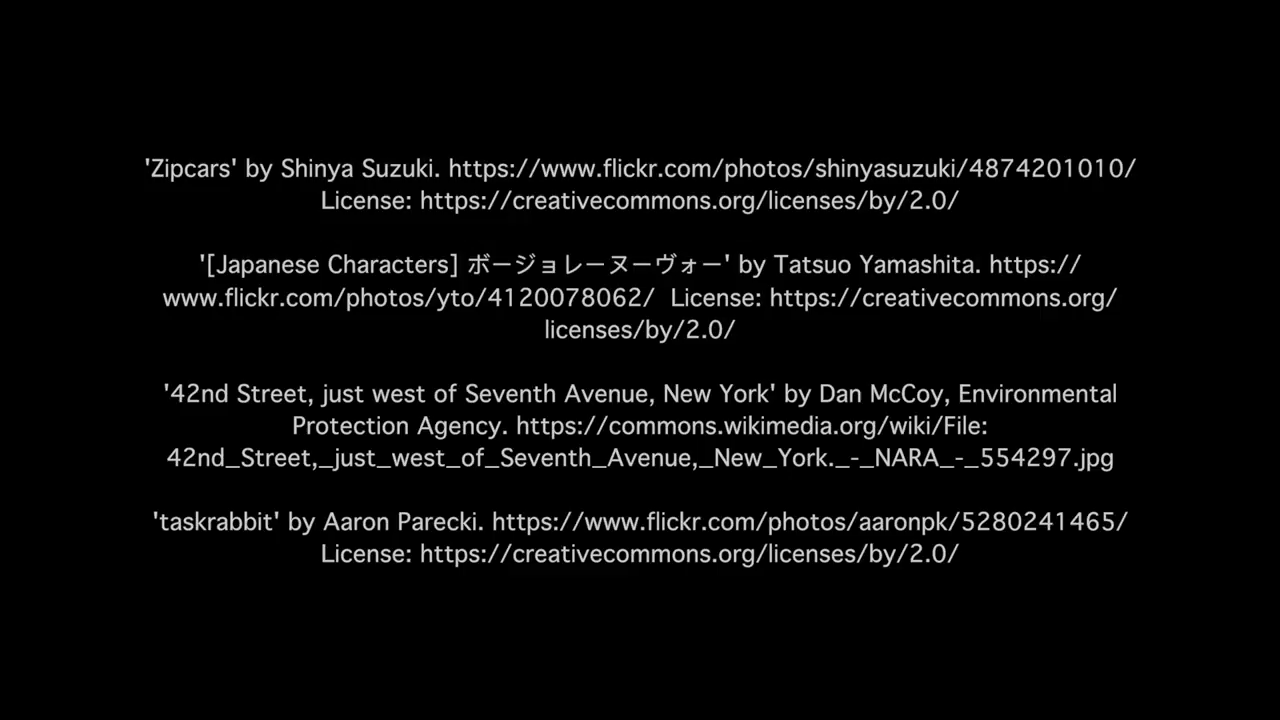 'Zipcars' by Shinya Suzuki. https://www.flickr.com/photos/shinyasuzuki/4874201010/
License: https://creativecommons.org/licenses/by/2.0/
'[Japanese Characters] ボージョレーヌーヴォー' by Tatsuo Yamashita. https://
www.flickr.com/photos/yto/4120078062/  License: https://creativecommons.org/
licenses/by/2.0/
'42nd Street, just west of Seventh Avenue, New York' by Dan McCoy, Environmental
Protection Agency. https://commons.wikimedia.org/wiki/File:
42nd_Street,_just_west_of_Seventh_Avenue,_New_York._-_NARA_-_554297.jpg
'taskrabbit' by Aaron Parecki. https://www.flickr.com/photos/aaronpk/5280241465/
License: https://creativecommons.org/licenses/by/2.0/